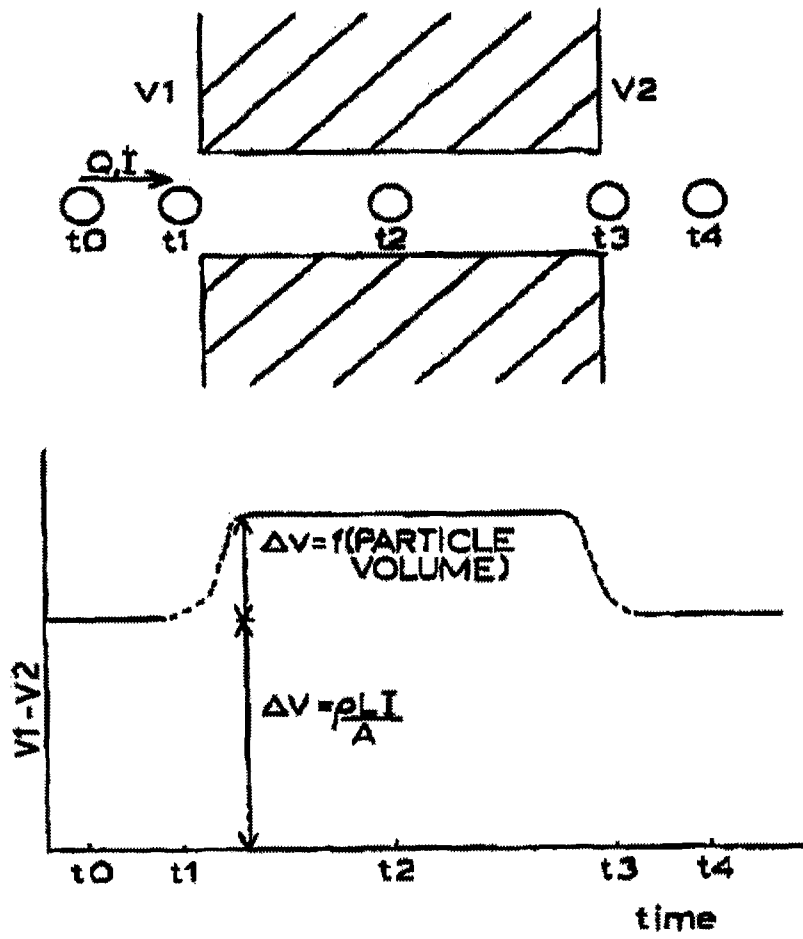 V1
V2
Q,I
t0
t1
t2
t3
t4
ΔV=f(PARTICLE
VOLUME)
V1-V2
ΔV=ρLI
A
t0
t1
t2
t3
t4
time